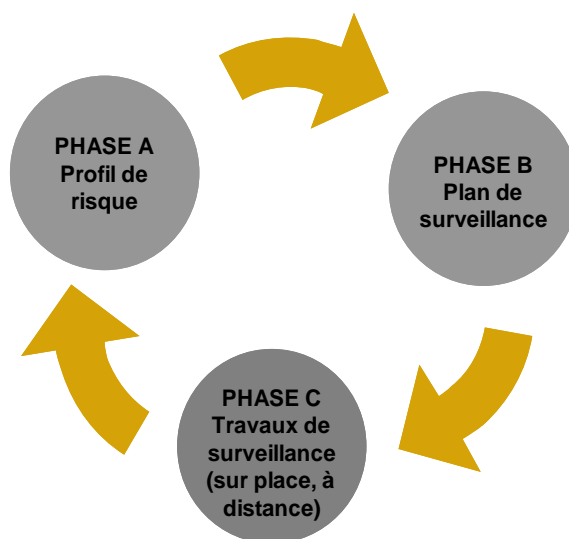 PHASE A
Profil de
risque
PHASE B
Plan de
surveillance
PHASE C
Travaux de
surveillance
(sur place, à
distance)